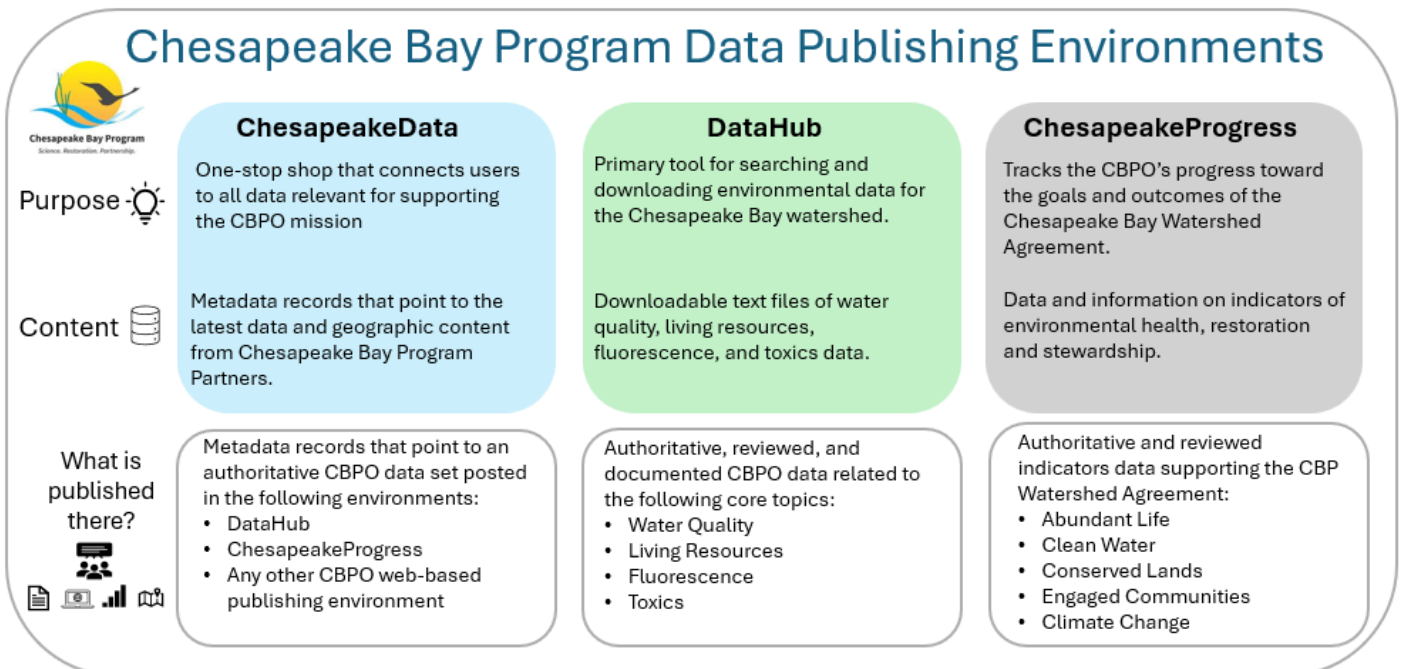 Chesapeake Bay Program Data Publishing Environments
Chesapeake Bay Program
Science. Restoration. Partnership.
Purpose
ChesapeakeData
One-stop shop that connects users
to all data relevant for supporting
the CBPO mission
DataHub
Primary tool for searching and
downloading environmental data for
the Chesapeake Bay watershed.
ChesapeakeProgress
Tracks the CBPO’s progress toward
the goals and outcomes of the
Chesapeake Bay Watershed
Agreement.
Content
Metadata records that point to the
latest data and geographic content
from Chesapeake Bay Program
Partners.
Downloadable text files of water
quality, living resources,
fluorescence, and toxics data.
Data and information on indicators of
environmental health, restoration
and stewardship.
What is
published
there?
Metadata records that point to an
authoritative CBPO data set posted
in the following environments:
• DataHub
• ChesapeakeProgress
• Any other CBPO web-based
publishing environment
Authoritative, reviewed, and
documented CBPO data related to
the following core topics:
• Water Quality
• Living Resources
• Fluorescence
• Toxics
Authoritative and reviewed
indicators data supporting the CBP
Watershed Agreement:
• Abundant Life
• Clean Water
• Conserved Lands
• Engaged Communities
• Climate Change